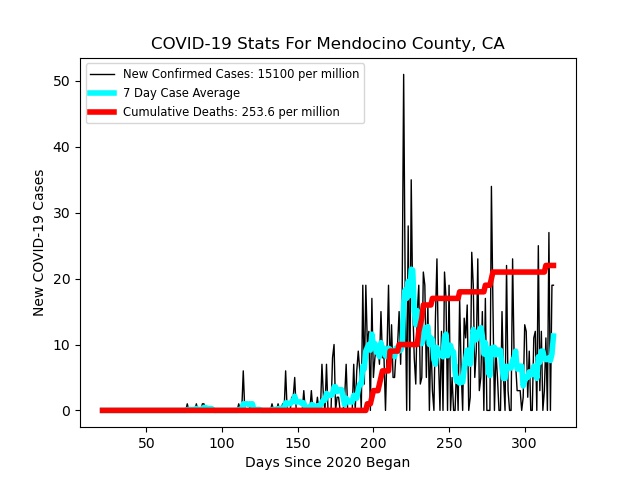 COVID-19 Stats For Mendocino County, CA
New Confirmed Cases: 15100 per million
7 Day Case Average
Cumulative Deaths: 253.6 per million
New COVID-19 Cases
50
40
30
20
10
0
50 100 150 200 250 300
Days Since 2020 Began